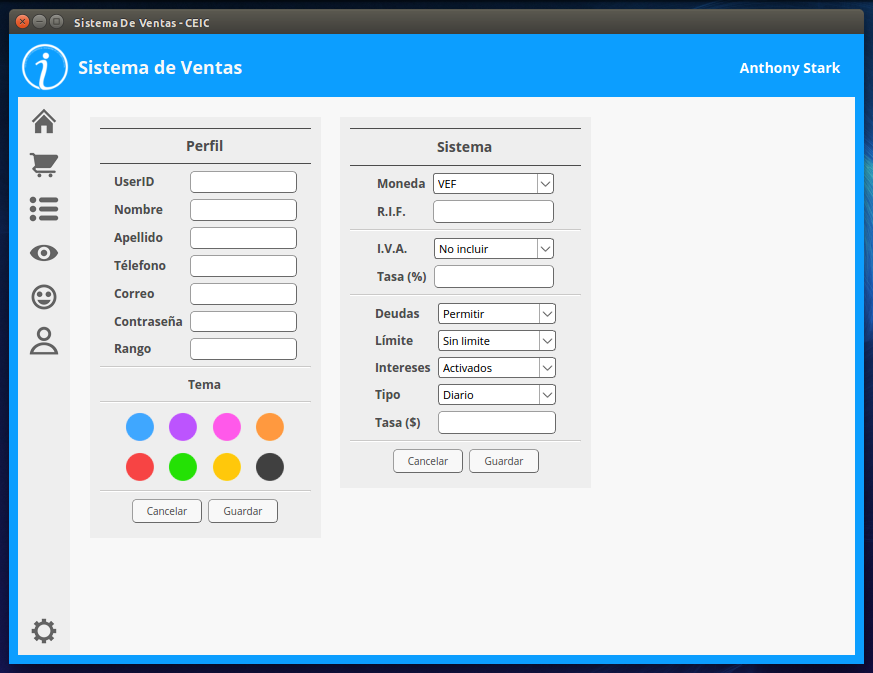 Sistema De Ventas - CEIC
Sistema de Ventas
Anthony Stark
Perfil
UserID
Nombre
Apellido
Télefono
Correo
Contraseña
Rango
Tema
Cancelar
Guardar
Sistema
Moneda VEF
R.I.F.
I.V.A. No incluir
Tasa (%)
Deudas Permitir
Límite Sin limite
Intereses Activados
Tipo Diario
Tasa ($)
Cancelar
Guardar